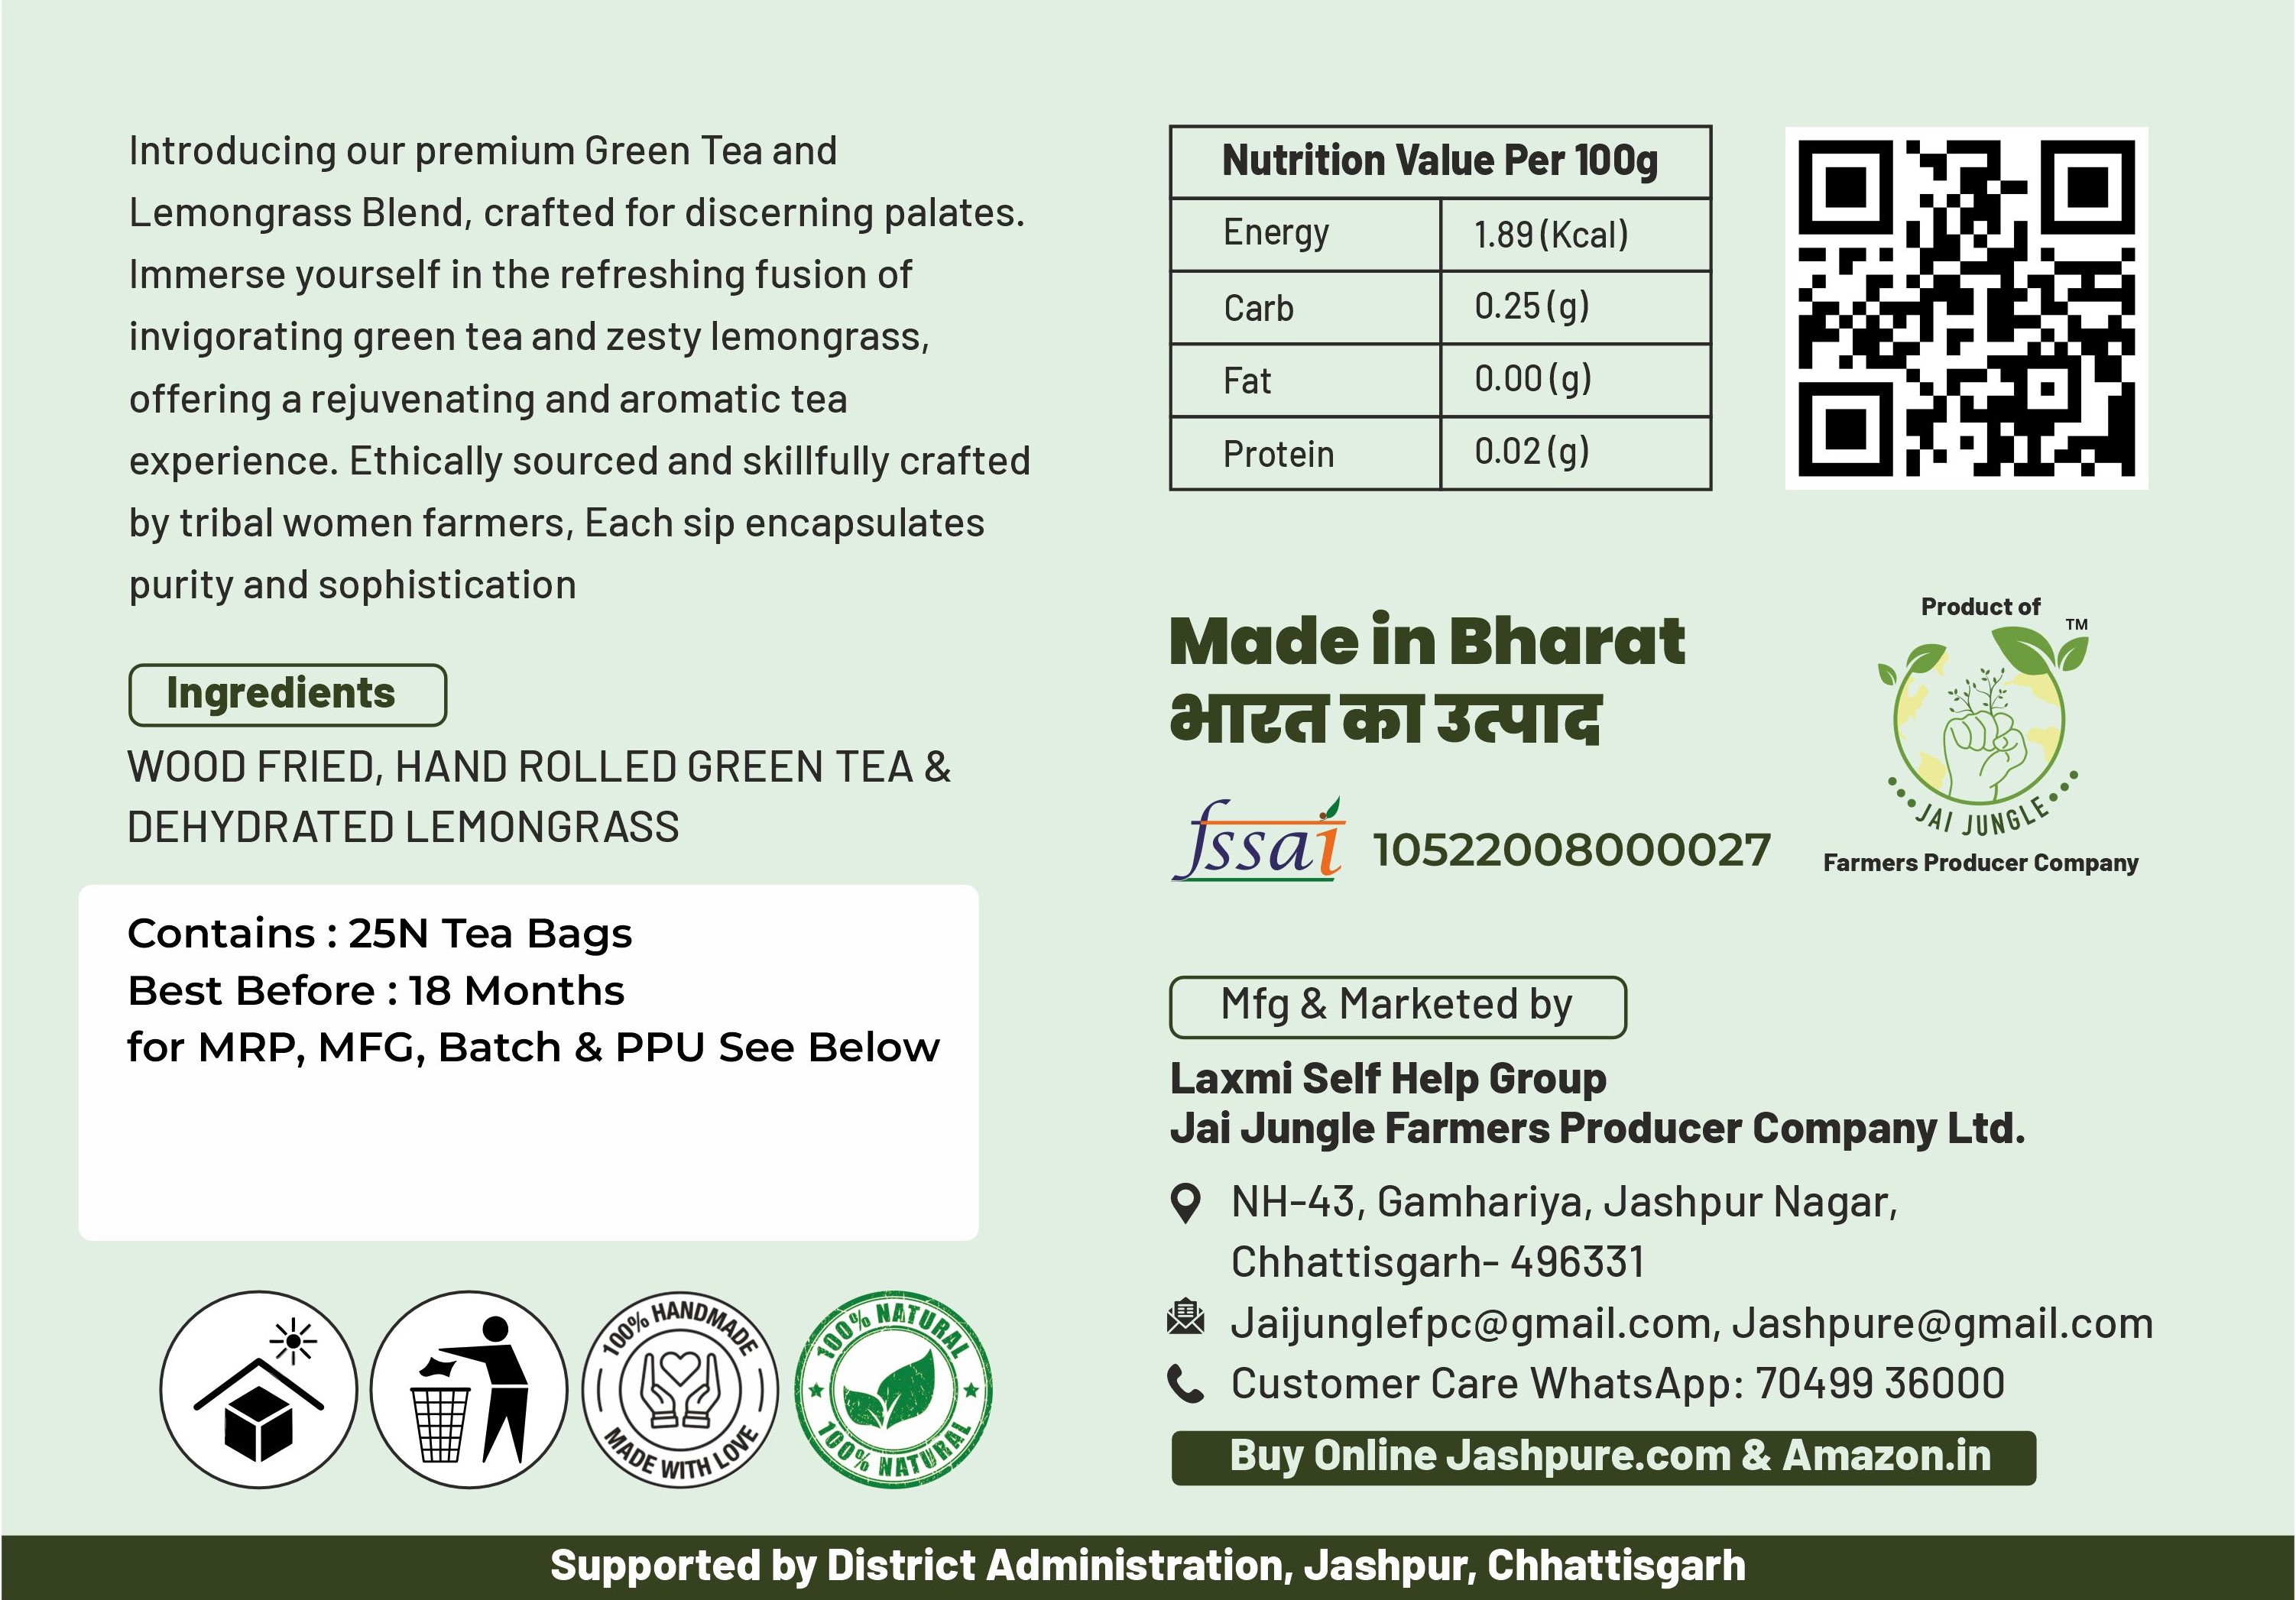 Introducing our premium Green Tea and
Lemongrass Blend, crafted for discerning palates.
Immerse yourself in the refreshing fusion of
invigorating green tea and zesty lemongrass,
offering a rejuvenating and aromatic tea
experience. Ethically sourced and skillfully crafted
by tribal women farmers, Each sip encapsulates
purity and sophistication
Ingredients
WOOD FRIED, HAND ROLLED GREEN TEA &
DEHYDRATED LEMONGRASS
Contains : 25N Tea Bags
Best Before : 18 Months
for MRP, MFG, Batch & PPU See Below
100% HANDMADE
MADE WITH LOVE
100% NATURAL
100% NATURAL
Nutrition Value Per 100g
Energy 1.89 (Kcal)
Carb 0.25 (g)
Fat 0.00 (g)
Protein 0.02 (g)
Made in Bharat
भारत का उत्पाद
fssai 10522008000027
Product of
TM
JAI JUNGLE
Farmers Producer Company
Mfg & Marketed by
Laxmi Self Help Group
Jai Jungle Farmers Producer Company Ltd.
NH-43, Gamhariya, Jashpur Nagar,
Chhattisgarh- 496331
Jaijunglefpc@gmail.com, Jashpure@gmail.com
Customer Care WhatsApp: 70499 36000
Buy Online Jashpure.com & Amazon.in
Supported by District Administration, Jashpur, Chhattisgarh